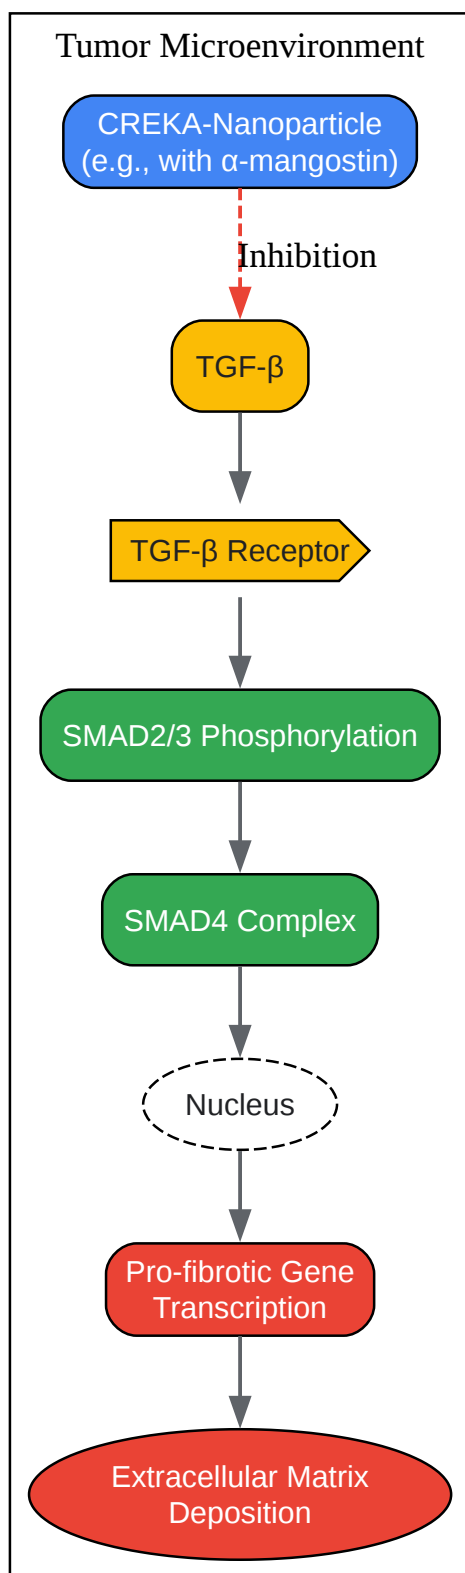 Tumor Microenvironment
CREKA-Nanoparticle
(e.g., with α-mangostin)
Inhibition
TGF-β
TGF-β Receptor
SMAD2/3 Phosphorylation
SMAD4 Complex
Nucleus
Pro-fibrotic Gene
Transcription
Extracellular Matrix
Deposition